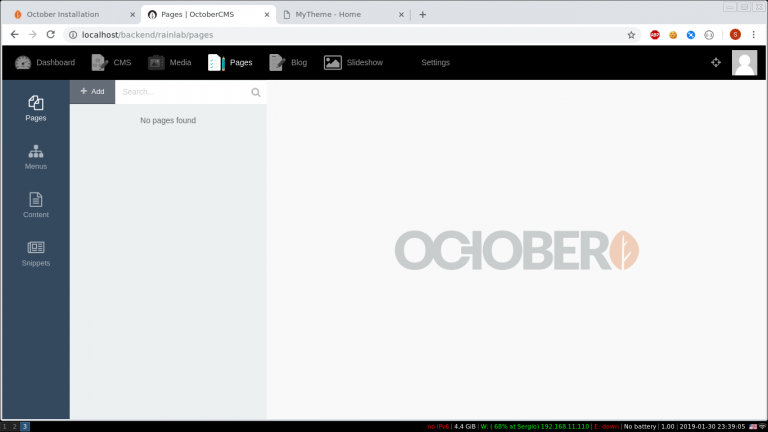 October Installation
Pages | OctoberCMS
MyTheme - Home
localhost/backend/rainlab/pages
ABP
S
Dashboard
CMS
Media
Pages
Blog
Slideshow
Settings
Pages
Menus
Content
Snippets
+ Add
Search...
No pages found
OCTOBER
1 2 3
no IPv6 | 4.4 GiB | W: ( 68% at Sergio) 192.168.11.110 | E: down | No battery | 1.00 | 2019-01-30 23:39:05